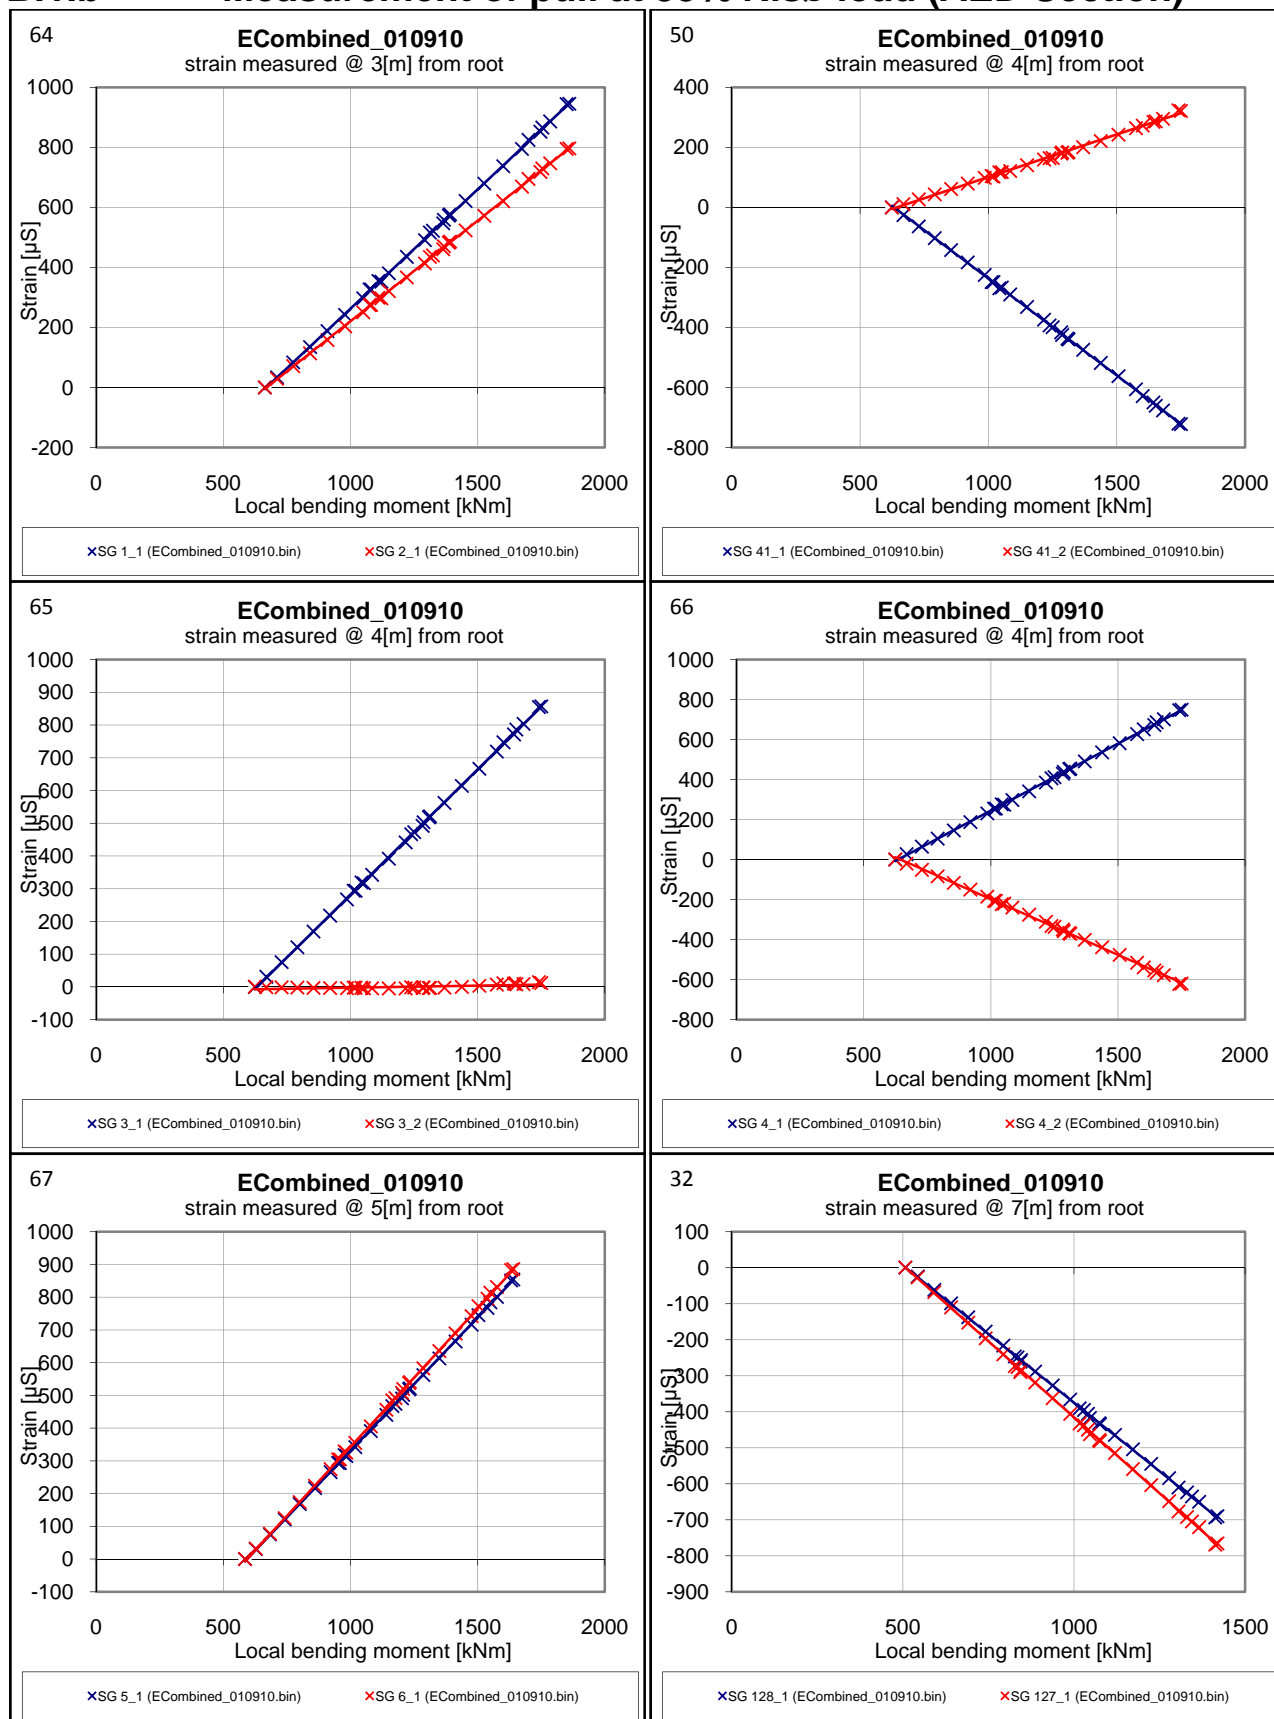 Measurement of pull at load Section)
64
ECombined_010910
strain measured @ 3[m] from root
1000
800
600
400
200
0
-200
Strain [µS]
0 500 1000 1500 2000
Local bending moment [kNm]
×SG 1_1 (ECombined_010910.bin) ×SG 2_1 (ECombined_010910.bin)
50
ECombined_010910
strain measured @ 4[m] from root
400
200
0
-200
-400
-600
-800
Strain [µS]
0 500 1000 1500 2000
Local bending moment [kNm]
×SG 41_1 (ECombined_010910.bin) ×SG 41_2 (ECombined_010910.bin)
65
ECombined_010910
strain measured @ 4[m] from root
1000
900
800
700
600
500
400
300
200
100
0
-100
Strain [µS]
0 500 1000 1500 2000
Local bending moment [kNm]
×SG 3_1 (ECombined_010910.bin) ×SG 3_2 (ECombined_010910.bin)
66
ECombined_010910
strain measured @ 4[m] from root
1000
800
600
400
200
0
-200
-400
-600
-800
Strain [µS]
0 500 1000 1500 2000
Local bending moment [kNm]
×SG 4_1 (ECombined_010910.bin) ×SG 4_2 (ECombined_010910.bin)
67
ECombined_010910
strain measured @ 5[m] from root
1000
900
800
700
600
500
400
300
200
100
0
-100
Strain [µS]
0 500 1000 1500 2000
Local bending moment [kNm]
×SG 5_1 (ECombined_010910.bin) ×SG 6_1 (ECombined_010910.bin)
32
ECombined_010910
strain measured @ 7[m] from root
100
0
-100
-200
-300
-400
-500
-600
-700
-800
-900
Strain [µS]
0 500 1000 1500
Local bending moment [kNm]
×SG 128_1 (ECombined_010910.bin) ×SG 127_1 (ECombined_010910.bin)